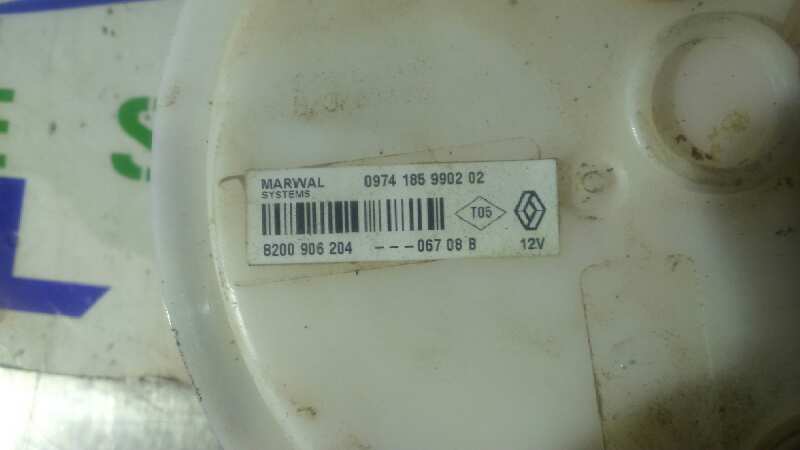 E S
L
MARWAL 0974 185 9902 02
SYSTEMS
T05
8200 906 204 --- 067 08 B 12V